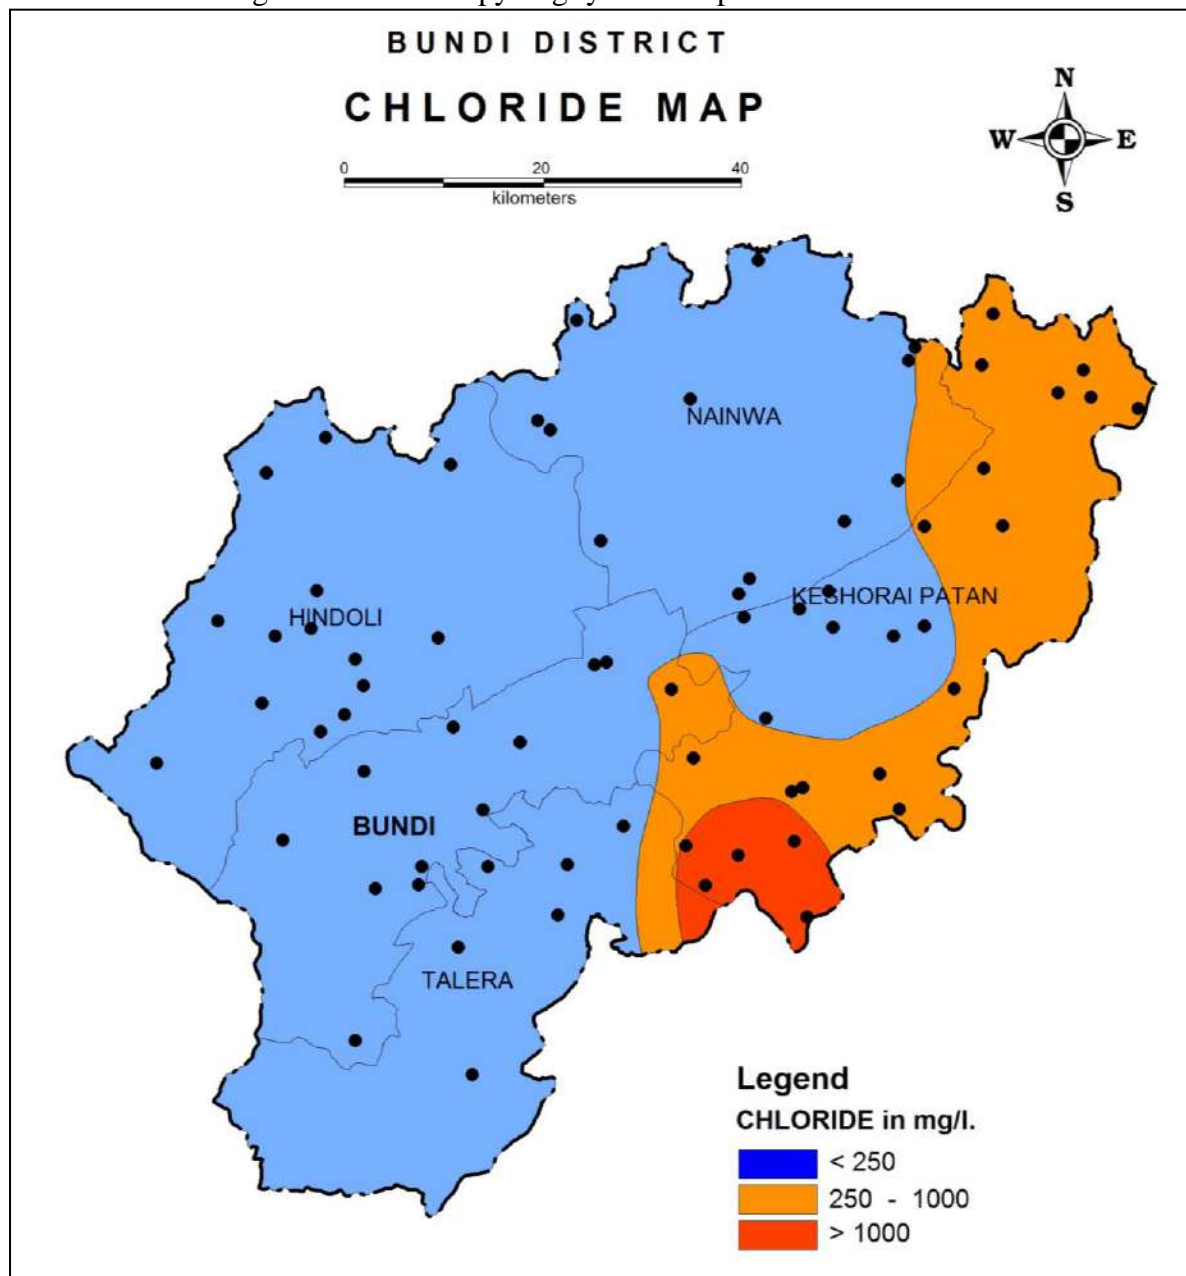 BUNDI DISTRICT
CHLORIDE MAP
N
W E
S
0 20 40
kilometers
NAINWA
KESHORAI PATAN
HINDOLI
BUNDI
TALERA
Legend
CHLORIDE in mg/l.
< 250
250 - 1000
> 1000